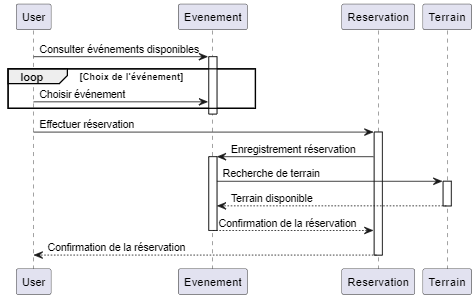 User Evenement Reservation Terrain
Consulter événements disponibles
loop [Choix de l'événement]
Choisir événement
Effectuer réservation
Enregistrement réservation
Recherche de terrain
Terrain disponible
Confirmation de la réservation
Confirmation de la réservation
User Evenement Reservation Terrain